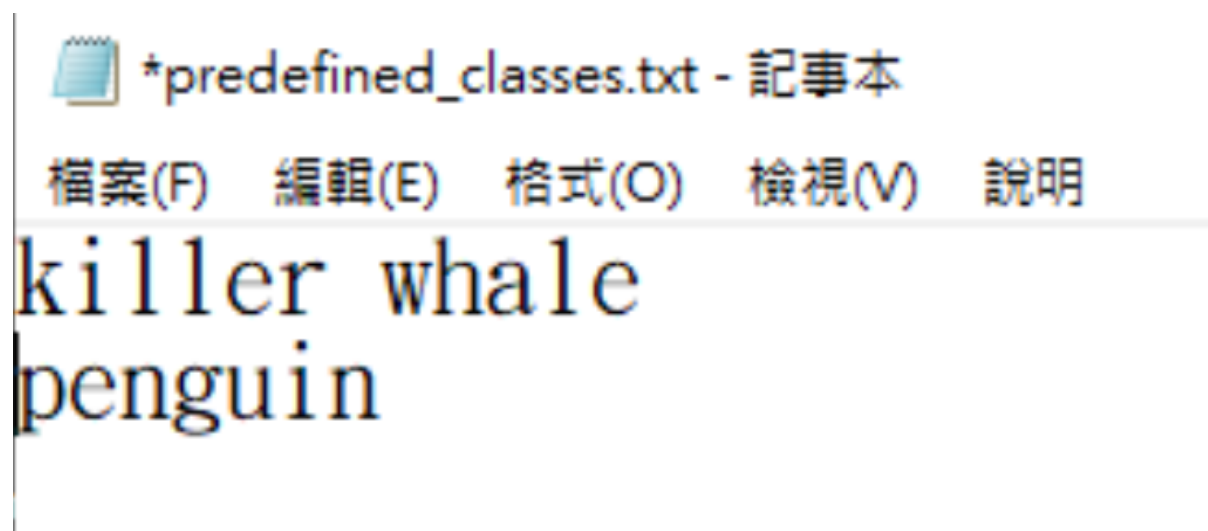 *predefined_classes.txt - 記事本
檔案(F) 編輯(E) 格式(O) 檢視(V) 說明
killer whale
penguin